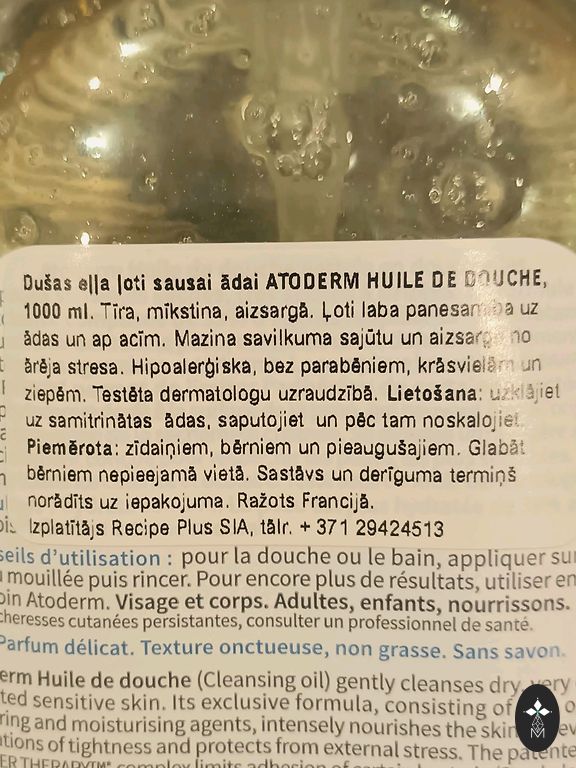 Dušas eļļa ļoti sausai ādai ATODERM HUILE DE DOUCHE,
1000 ml. Tīra, mīkstina, aizsargā. Ļoti laba panesamība uz
ādas un ap acīm. Mazina savilkuma sajūtu un aizsargā no
ārēja stresa. Hipoalerģiska, bez parabēniem, krāsvielām un
ziepēm. Testēta dermatologu uzraudzībā. Lietošana: uzklājiet
uz samitrinātas ādas, saputojiet un pēc tam noskalojiet.
Piemērota: zīdaiņiem, bērniem un pieaugušajiem. Glabāt
bērniem nepieejamā vietā. Sastāvs un derīguma termiņš
norādīts uz iepakojuma. Ražots Francijā.
Izplatītājs Recipe Plus SIA, tālr. + 371 29424513
seils d'utilisation : pour la douche ou le bain, appliquer sur
mouillée puis rincer. Pour encore plus de résultats, utiliser en
oin Atoderm. Visage et corps. Adultes, enfants, nourrissons.
cheresses cutanées persistantes, consulter un professionnel de santé.
Parfum délicat. Texture onctueuse, non grasse. Sans savon.
erm Huile de douche (Cleansing oil) gently cleanses dry, very
ted sensitive skin. Its exclusive formula, consisting of
ring and moisturising agents, intensely nourishes the skin
tions of tightness and protects from external stress. The patented
ER THERAPY™ complex limits adhesion of certain
M